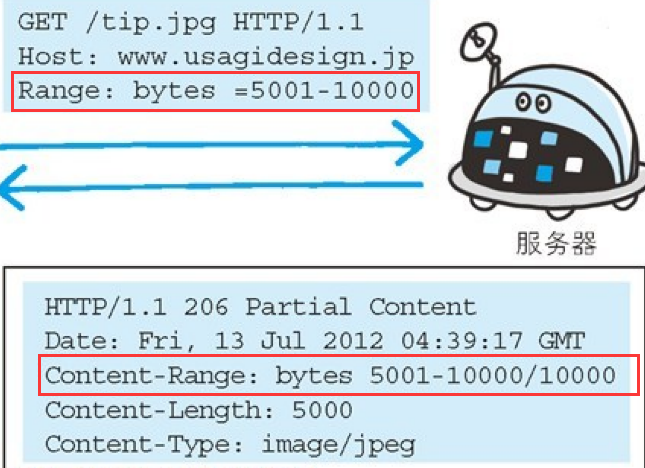 GET /tip.jpg HTTP/1.1
Host: www.usagidesign.jp
Range: bytes =5001-10000
服务器
HTTP/1.1 206 Partial Content
Date: Fri, 13 Jul 2012 04:39:17 GMT
Content-Range: bytes 5001-10000/10000
Content-Length: 5000
Content-Type: image/jpeg